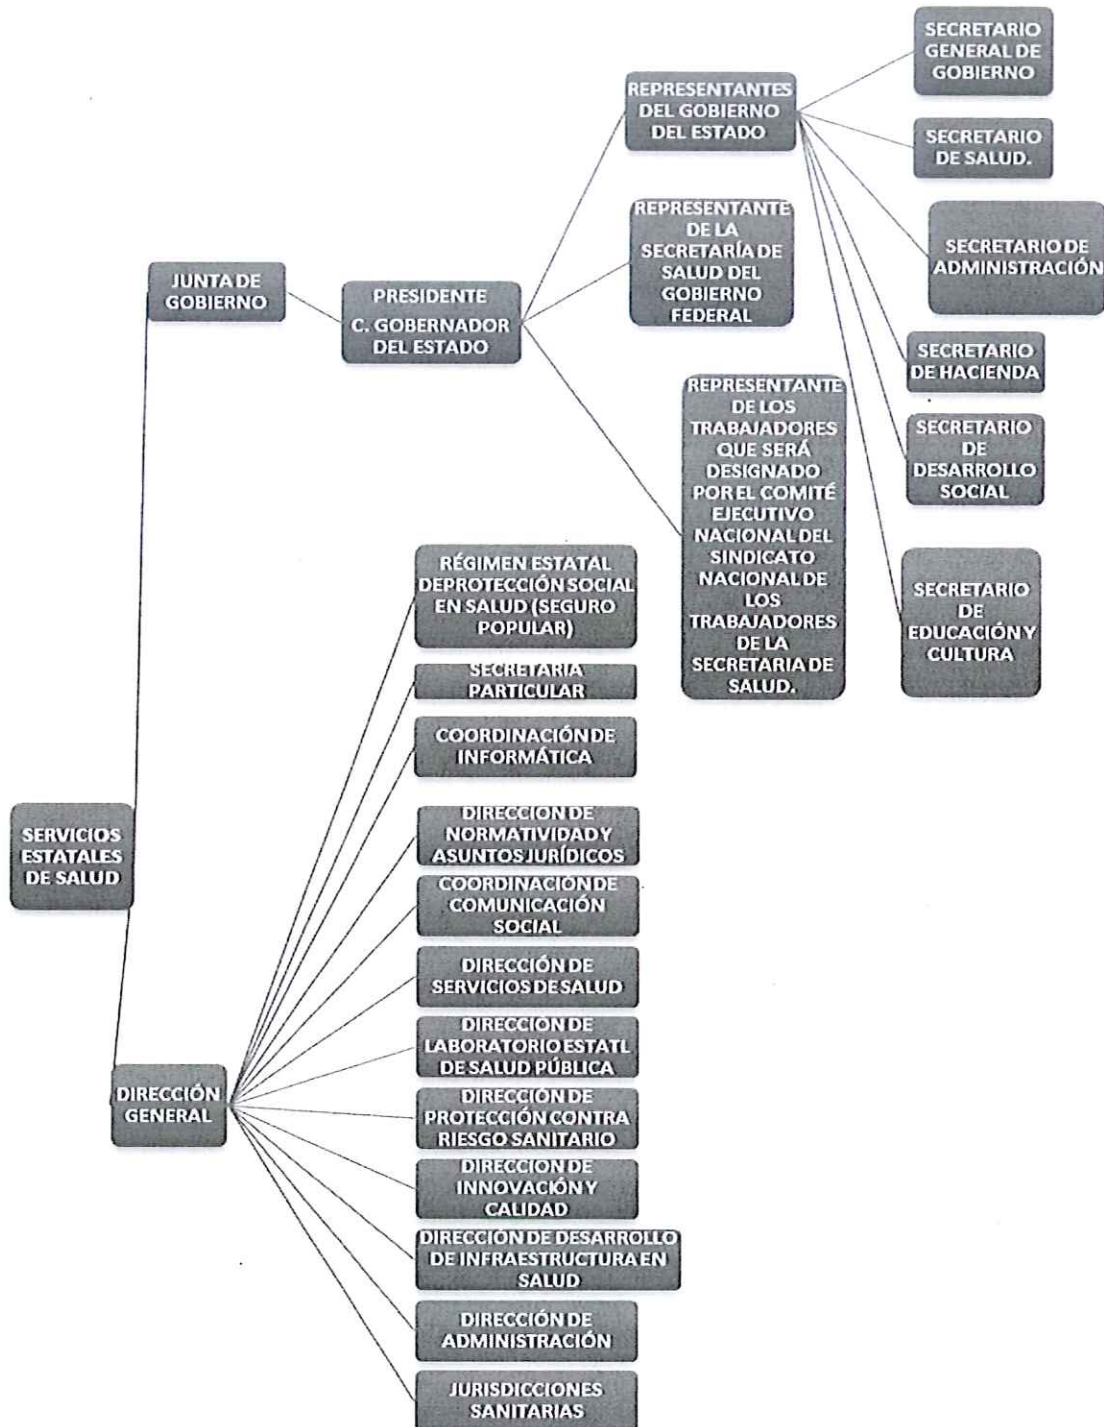 SECRETARIO
GENERAL DE
GOBIERNO
REPRESENTANTES
DEL GOBIERNO
DEL ESTADO
SECRETARIO
DE SALUD.
REPRESENTANTE
DE LA
SECRETARÍA DE
SALUD DEL
GOBIERNO
FEDERAL
SECRETARIO DE
ADMINISTRACIÓN
JUNTA DE
GOBIERNO
PRESIDENTE
C. GOBERNADOR
DEL ESTADO
SECRETARIO
DE HACIENDA
REPRESENTANTE
DE LOS
TRABAJADORES
QUE SERÁ
DESIGNADO
POR EL COMITÉ
EJECUTIVO
NACIONAL DEL
SINDICATO
NACIONAL DE
LOS
TRABAJADORES
DE LA
SECRETARIA DE
SALUD.
SECRETARIO
DE
DESARROLLO
SOCIAL
SECRETARIO
DE
EDUCACIÓN Y
CULTURA
RÉGIMEN ESTATAL
DEPROTECCIÓN SOCIAL
EN SALUD (SEGURO
POPULAR)
SECRETARIA
PARTICULAR
COORDINACIÓN DE
INFORMÁTICA
SERVICIOS
ESTATALES
DE SALUD
DIRECCION DE
NORMATIVIDAD Y
ASUNTOS JURÍDICOS
COORDINACIÓN DE
COMUNICACIÓN
SOCIAL
DIRECCIÓN DE
SERVICIOS DE SALUD
DIRECCIÓN DE
LABORATORIO ESTATL
DE SALUD PÚBLICA
DIRECCIÓN
GENERAL
DIRECCIÓN DE
PROTECCIÓN CONTRA
RIESGO SANITARIO
DIRECCION DE
INNOVACIÓN Y
CALIDAD
DIRECCIÓN DE DESARROLLO
DE INFRAESTRUCTURA EN
SALUD
DIRECCIÓN DE
ADMINISTRACIÓN
JURISDICCIONES
SANITARIAS